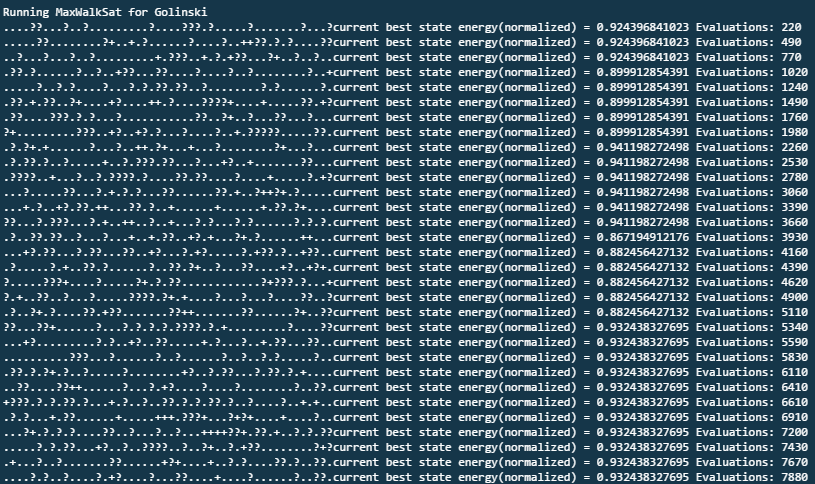 Running MaxWalkSat for Golinski
....??...?..?.........?....???.?.....?.......?...?...current best state energy(normalized) = 0.924396841023 Evaluations: 220
.....??.........?+..+.?.......?....?...++??.?.?....??current best state energy(normalized) = 0.924396841023 Evaluations: 490
..?...?...?..?..........+.???..+.?.+??....?+..?..?...current best state energy(normalized) = 0.924396841023 Evaluations: 770
.??.?......?..?...+??....?.....?....?...?...?...?...+current best state energy(normalized) = 0.899912854391 Evaluations: 1020
..............?.....?...?.?.??.?...........?.?....?..current best state energy(normalized) = 0.899912854391 Evaluations: 1240
.??.+.??..?+....+?....++.?....????+....+.....??..+?current best state energy(normalized) = 0.899912854391 Evaluations: 1490
.??....???.?.?....?...........??..?+....?...??...?...current best state energy(normalized) = 0.899912854391 Evaluations: 1760
?+.........???..+?..+?.?....?...?...?..+.?????.....??..current best state energy(normalized) = 0.899912854391 Evaluations: 1980
.?.?+.+.....?...?...++.?+...+...?.........?+....?....current best state energy(normalized) = 0.941198272498 Evaluations: 2260
.?.??.?...?.....+..?.???.??....?...+?...+....?...?...current best state energy(normalized) = 0.941198272498 Evaluations: 2530
.????..+...?....?.?.????....?...?......+....?...?.+?current best state energy(normalized) = 0.941198272498 Evaluations: 2780
...?......??...?.+.?.?...??......??.+..?++?+.?....?..current best state energy(normalized) = 0.941198272498 Evaluations: 3060
...+.?..+?.??.++....?..??..?..+......+....+.??.?+....current best state energy(normalized) = 0.941198272498 Evaluations: 3390
??...?.???...?..+...++...?...+...?.?...?.?......?.?.?.current best state energy(normalized) = 0.941198272498 Evaluations: 3660
.?..??.??..?...?....+..+.??..+?.+...?+.?......++.....current best state energy(normalized) = 0.867194912176 Evaluations: 3930
...+?.??..?...?.....?+.?.......??.?..+....??...?.??current best state energy(normalized) = 0.882456427132 Evaluations: 4160
.?.......?.+..??.?.....?..?..?+....?...??.....+?..+?+.current best state energy(normalized) = 0.882456427132 Evaluations: 4390
?.....???+......?+.?.??..............?+???.?....+current best state energy(normalized) = 0.882456427132 Evaluations: 4620
?.+..??...?..?.....????.?+.+....?....?...?....??...current best state energy(normalized) = 0.882456427132 Evaluations: 4900
.?..?+.?....??.+??.......??++.......??.......?...??current best state energy(normalized) = 0.882456427132 Evaluations: 5110
??...??+......?....?.?.?.?.????.?.+..........?....??current best state energy(normalized) = 0.932438327695 Evaluations: 5340
...+?..........?.?..+?..+??...?.?..?...?+...?...??...current best state energy(normalized) = 0.932438327695 Evaluations: 5590
..........???....?...?....?....?....?.....?....?..?..current best state energy(normalized) = 0.932438327695 Evaluations: 5830
.??.?.?+.?...?..?..........+?..?...??..?.??.?.+......current best state energy(normalized) = 0.932438327695 Evaluations: 6110
..??....??++......?...?.+?.......?...?........?..??.current best state energy(normalized) = 0.932438327695 Evaluations: 6410
+???.?.?.??.?...+.?..??.?.?.??.?.?..?....?...+..+...current best state energy(normalized) = 0.932438327695 Evaluations: 6610
.?.?...+.??......+.....+++.???+...?+?+....+.....?....current best state energy(normalized) = 0.932438327695 Evaluations: 6910
...?+.?...?...?..?.?..?...?....++++??+.??.+..?.?.??current best state energy(normalized) = 0.932438327695 Evaluations: 7200
.....?.??.?...+?..?..????...?..?+..?.+??......?+?current best state energy(normalized) = 0.932438327695 Evaluations: 7430
.+...?..?..?......??......+?+....+...?.?....??.?.?...current best state energy(normalized) = 0.932438327695 Evaluations: 7670
.?...?..?..?.?......?..??....+......?...?....?.??..?.?..current best state energy(normalized) = 0.932438327695 Evaluations: 7880